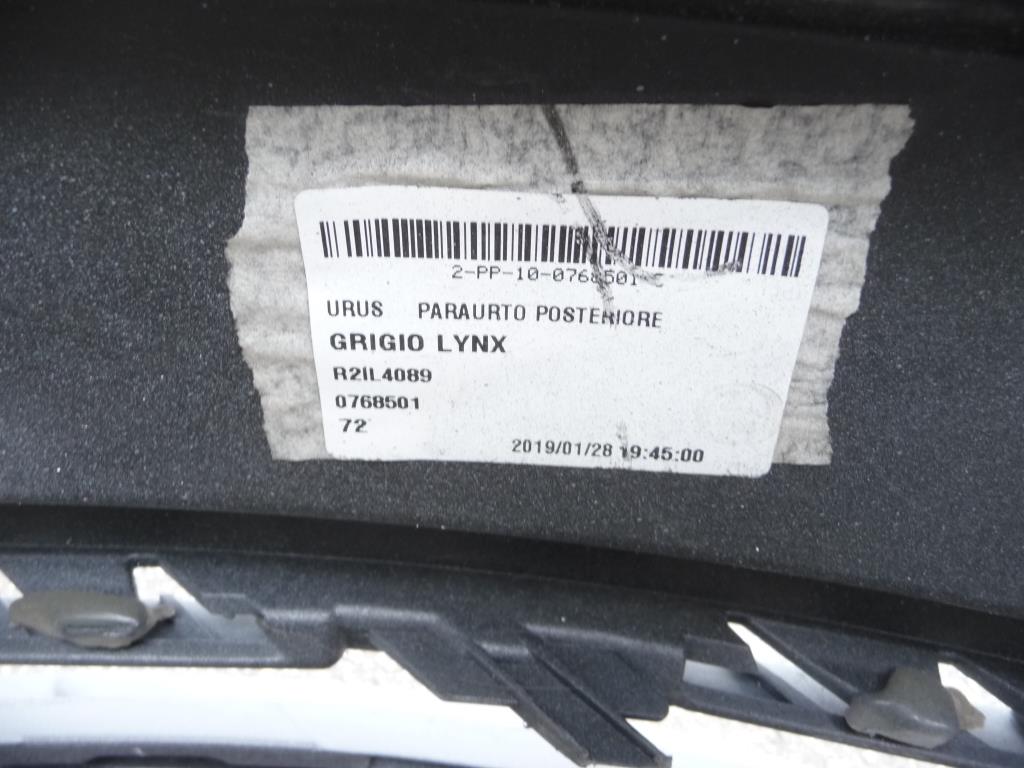 2-PP-10-0768501-C
URUS PARAURTO POSTERIORE
GRIGIO LYNX
R2IL4089
0768501
72
2019/01/28 19:45:00